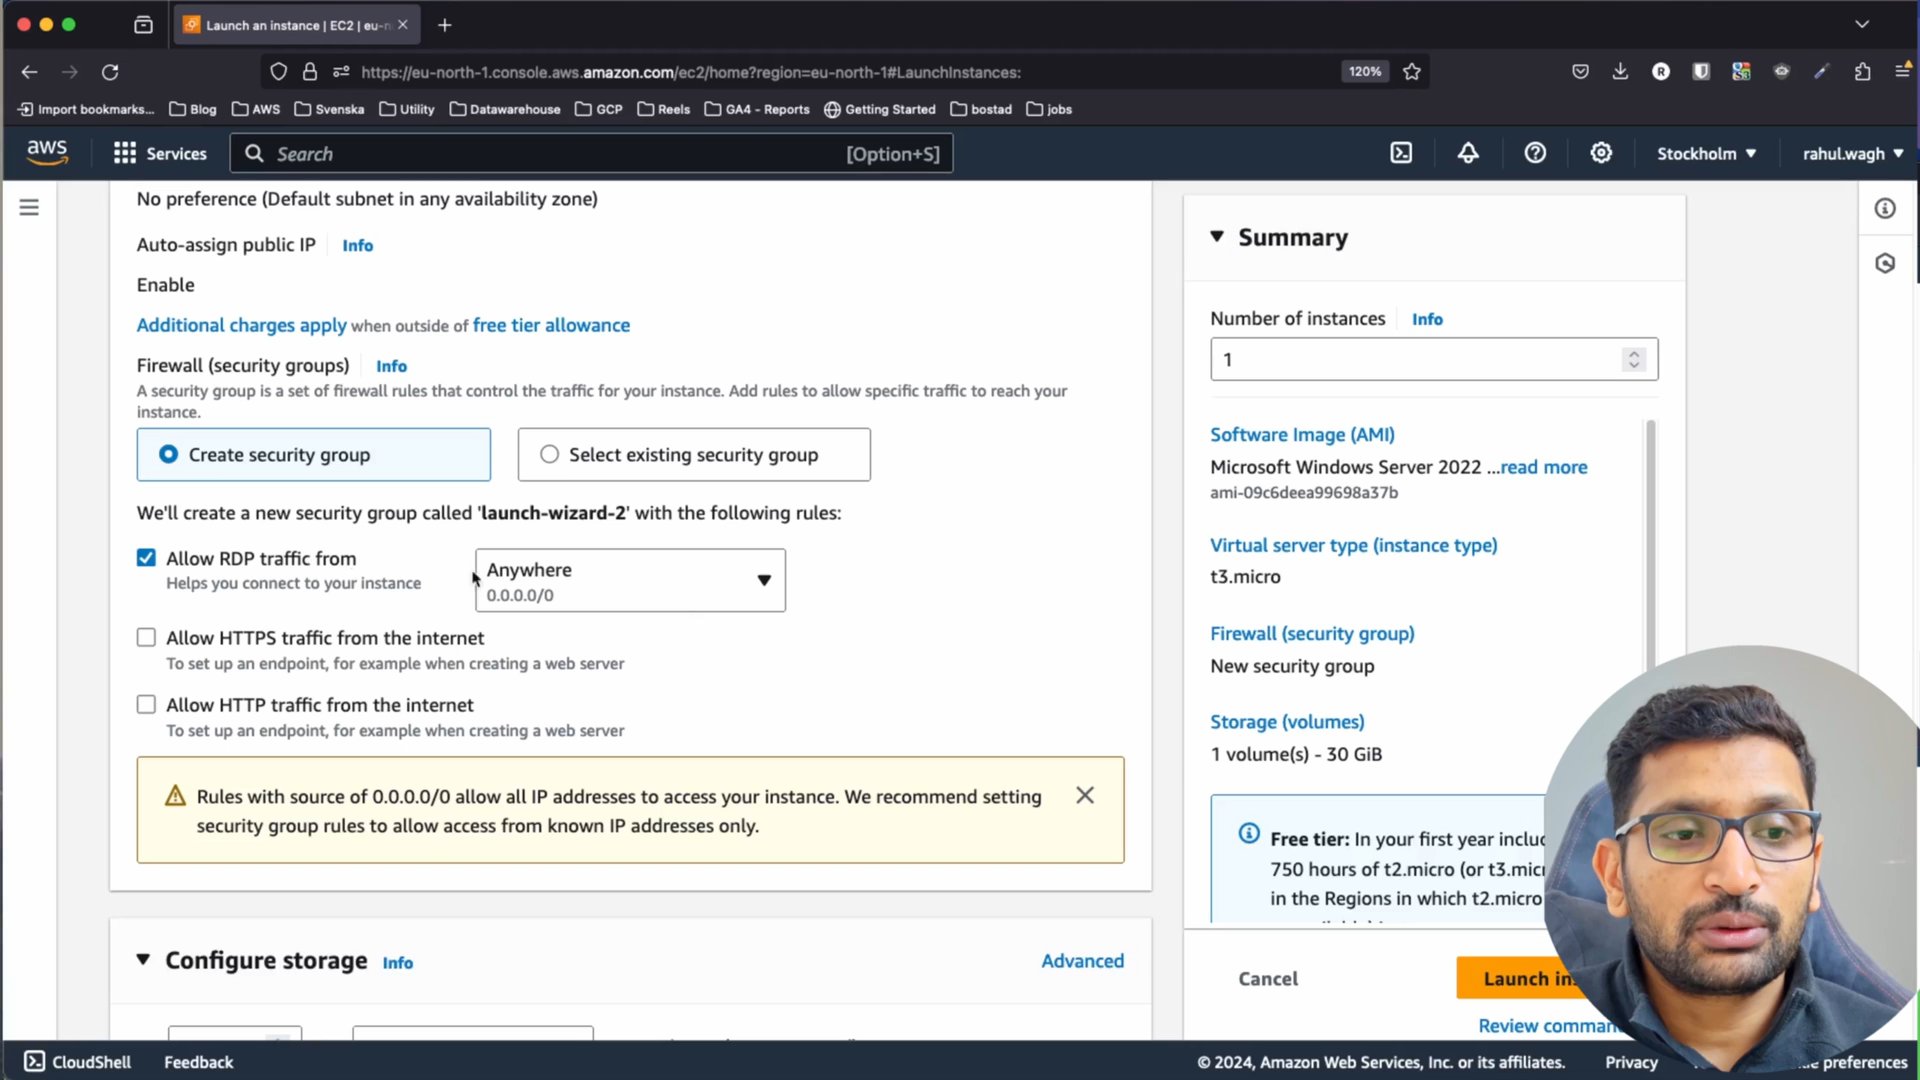 Launch an instance | EC2 | eu-n
https://eu-north-1.console.aws.amazon.com/ec2/home?region=eu-north-1#LaunchInstances:
120%
Import bookmarks...
Blog
AWS
Svenska
Utility
Datawarehouse
GCP
Reels
GA4 - Reports
Getting Started
bostad
jobs
aws
Services
Search
[Option+S]
Stockholm
rahul.wagh
No preference (Default subnet in any availability zone)
Auto-assign public IP Info
Enable
Additional charges apply when outside of free tier allowance
Firewall (security groups) Info
A security group is a set of firewall rules that control the traffic for your instance. Add rules to allow specific traffic to reach your
instance.
Create security group
Select existing security group
We'll create a new security group called 'launch-wizard-2' with the following rules:
Allow RDP traffic from
Helps you connect to your instance
Anywhere
0.0.0.0/0
Allow HTTPS traffic from the internet
To set up an endpoint, for example when creating a web server
Allow HTTP traffic from the internet
To set up an endpoint, for example when creating a web server
Rules with source of 0.0.0.0/0 allow all IP addresses to access your instance. We recommend setting
security group rules to allow access from known IP addresses only.
Configure storage Info
Advanced
Summary
Number of instances Info
1
Software Image (AMI)
Microsoft Windows Server 2022 ...read more
ami-09c6deea99698a37b
Virtual server type (instance type)
t3.micro
Firewall (security group)
New security group
Storage (volumes)
1 volume(s) - 30 GiB
Free tier: In your first year inclu
750 hours of t2.micro (or t3.mic
in the Regions in which t2.micro
Cancel
Launch in
Review comman
CloudShell
Feedback
© 2024, Amazon Web Services, Inc. or its affiliates.
Privacy
preferences